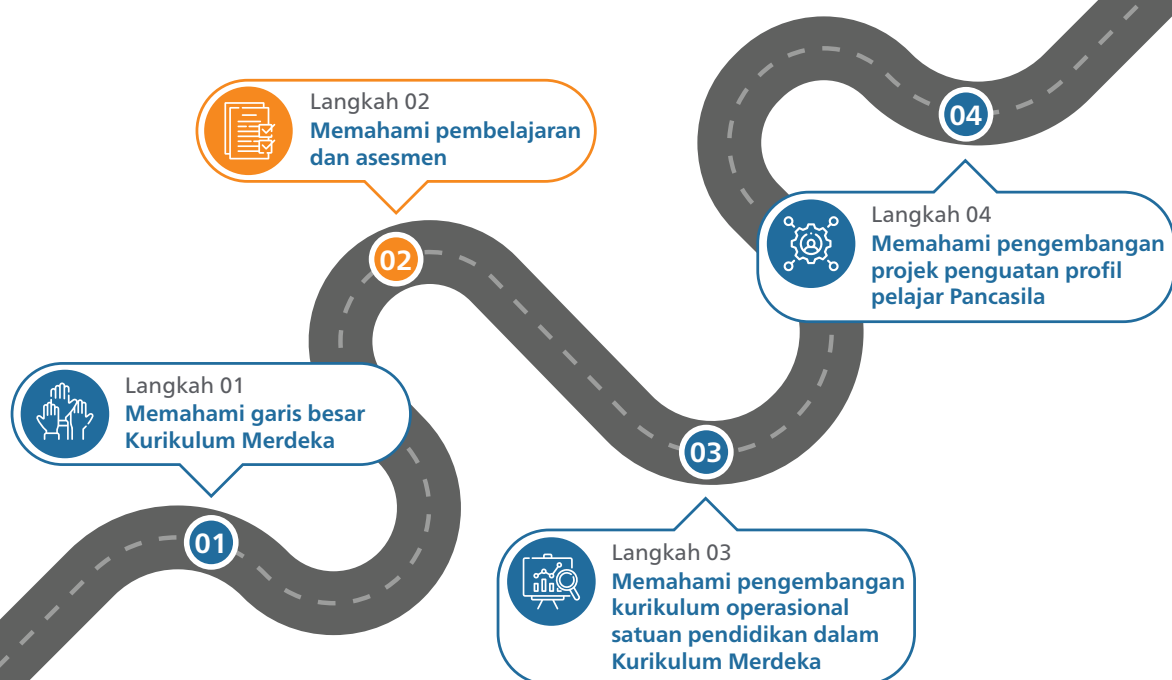 Langkah 01
Memahami garis besar
Kurikulum Merdeka
01
Langkah 02
Memahami pembelajaran
dan asesmen
02
Langkah 03
Memahami pengembangan
kurikulum operasional
satuan pendidikan dalam
Kurikulum Merdeka
03
Langkah 04
Memahami pengembangan
projek penguatan profil
pelajar Pancasila
04